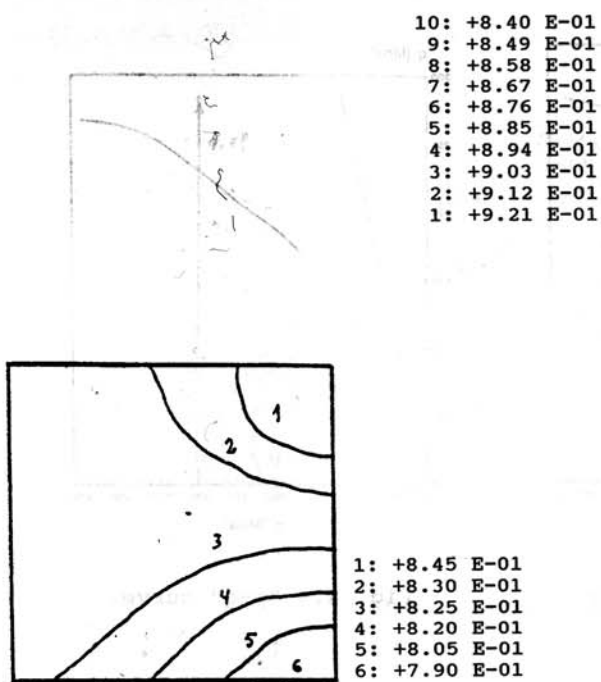 10: +8.40 E-01
9: +8.49 E-01
8: +8.58 E-01
7: +8.67 E-01
6: +8.76 E-01
5: +8.85 E-01
4: +8.94 E-01
3: +9.03 E-01
2: +9.12 E-01
1: +9.21 E-01
1
2
3
4
5
6
1: +8.45 E-01
2: +8.30 E-01
3: +8.25 E-01
4: +8.20 E-01
5: +8.05 E-01
6: +7.90 E-01